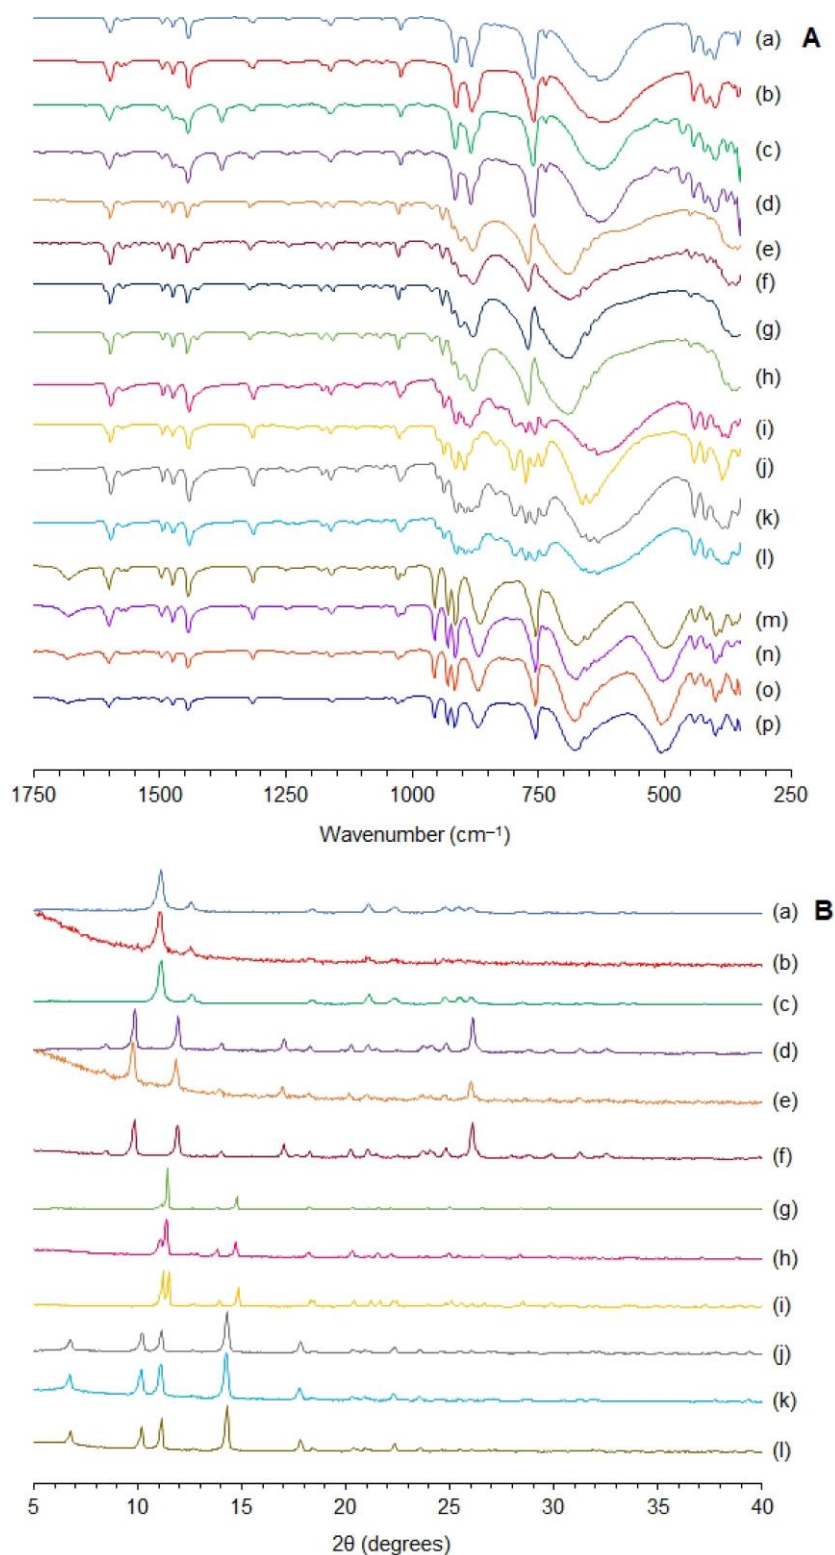 A
(a)
(b)
(c)
(d)
(e)
(f)
(g)
(h)
(i)
(j)
(k)
(l)
(m)
(n)
(o)
(p)
1750 1500 1250 1000 750 500 250
Wavenumber (cm⁻¹)
B
(a)
(b)
(c)
(d)
(e)
(f)
(g)
(h)
(i)
(j)
(k)
(l)
5 10 15 20 25 30 35 40
2θ (degrees)